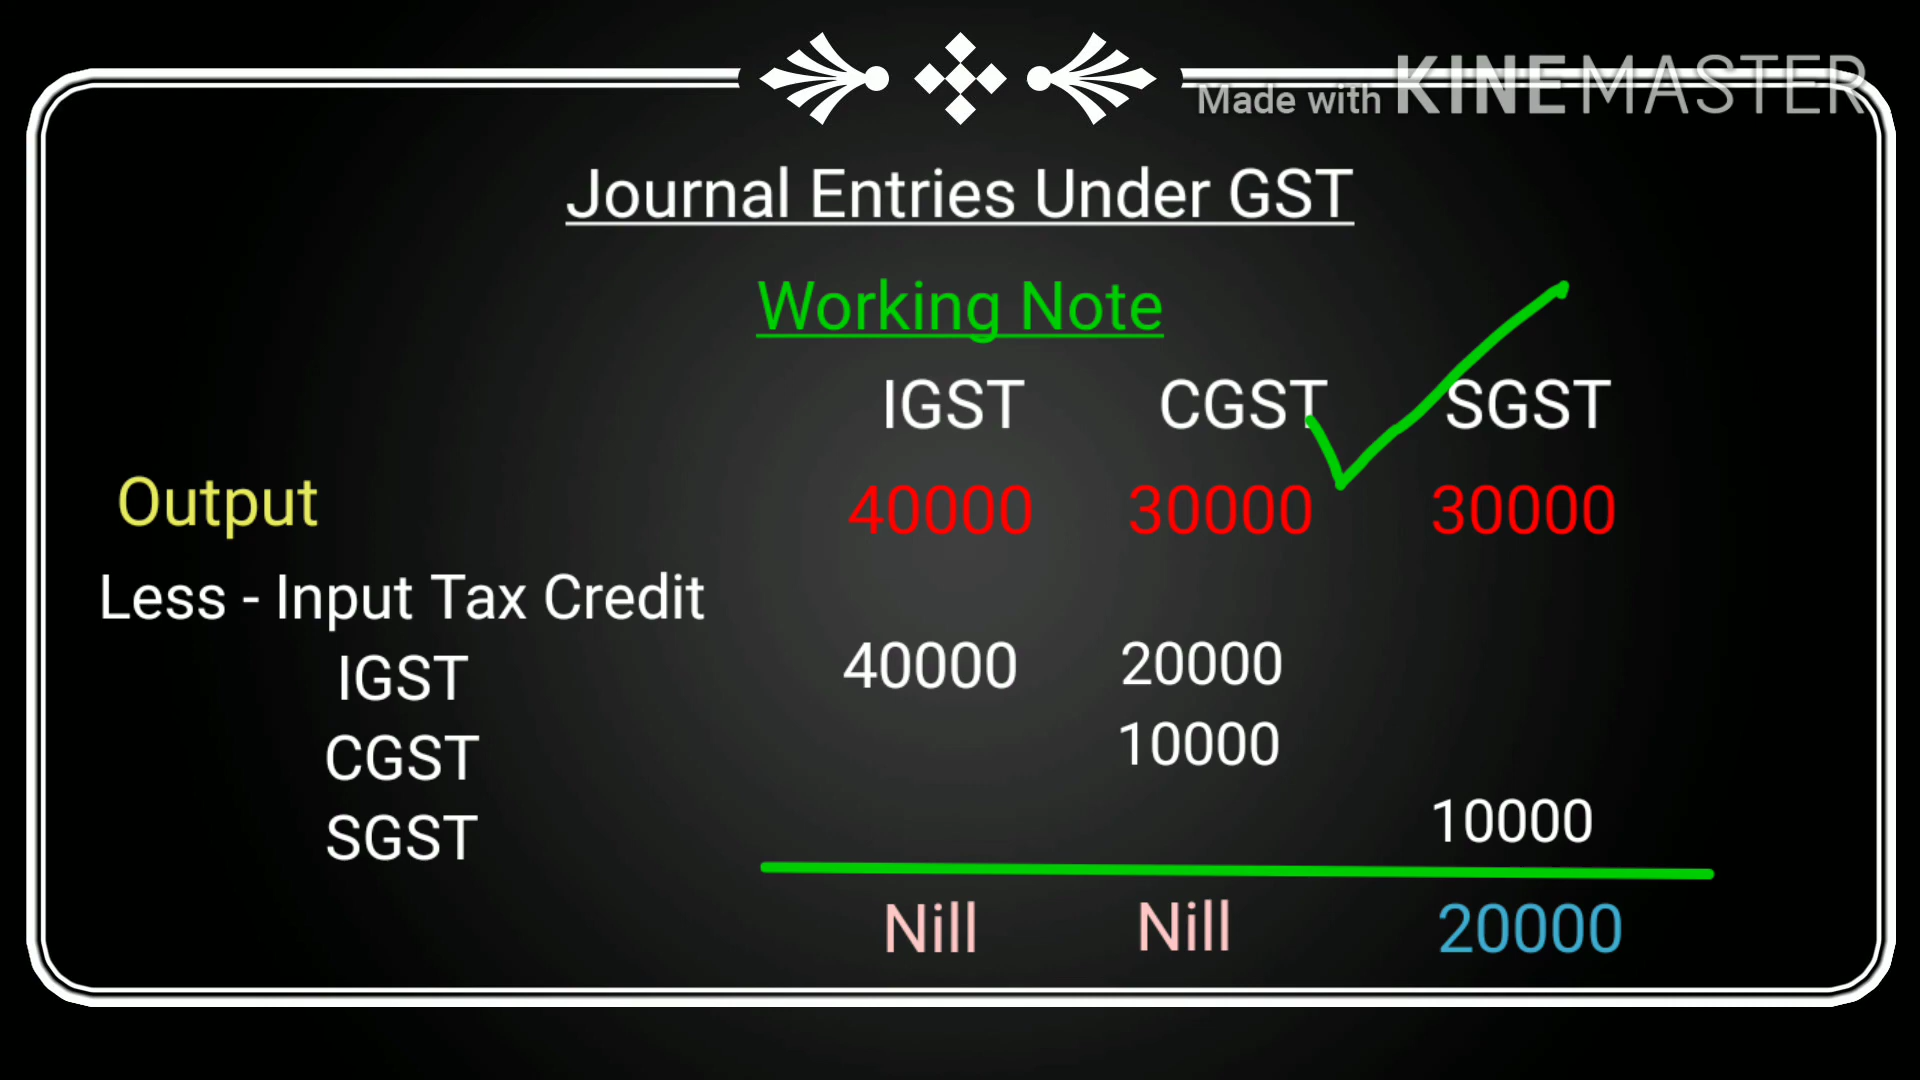 Made with KINEMASTER
Journal Entries Under GST
Working Note
IGST CGST SGST
Output 40000 30000 30000
Less - Input Tax Credit
IGST 40000 20000
CGST 10000
SGST 10000
Nill Nill 20000